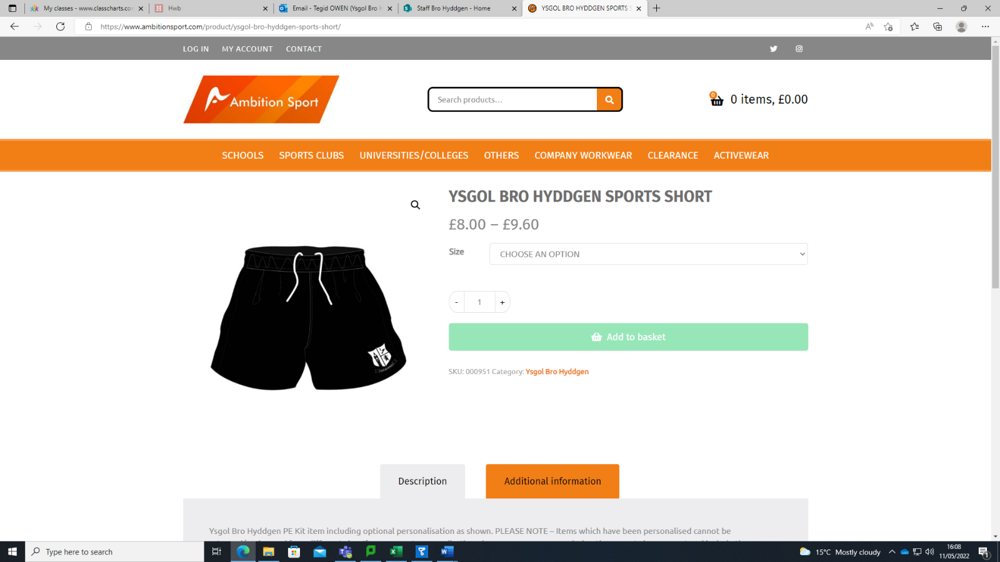 My classes - www.classcharts.co
Hwb
Email - Tegid OWEN (Ysgol Bro H
Staff Bro Hyddgen - Home
YSGOL BRO HYDDGEN SPORTS S
https://www.ambitionsport.com/product/ysgol-bro-hyddgen-sports-short/
LOG IN MY ACCOUNT CONTACT
Ambition Sport
Search products...
0
0 items, £0.00
SCHOOLS SPORTS CLUBS UNIVERSITIES/COLLEGES OTHERS COMPANY WORKWEAR CLEARANCE ACTIVEWEAR
YSGOL BRO HYDDGEN SPORTS SHORT
£8.00 – £9.60
Size
CHOOSE AN OPTION
- 1 +
Add to basket
SKU: 000951 Category: Ysgol Bro Hyddgen
Description
Additional information
Ysgol Bro Hyddgen PE Kit item including optional personalisation as shown. PLEASE NOTE – Items which have been personalised cannot be
Type here to search
15°C Mostly cloudy
16:08
11/05/2022
1